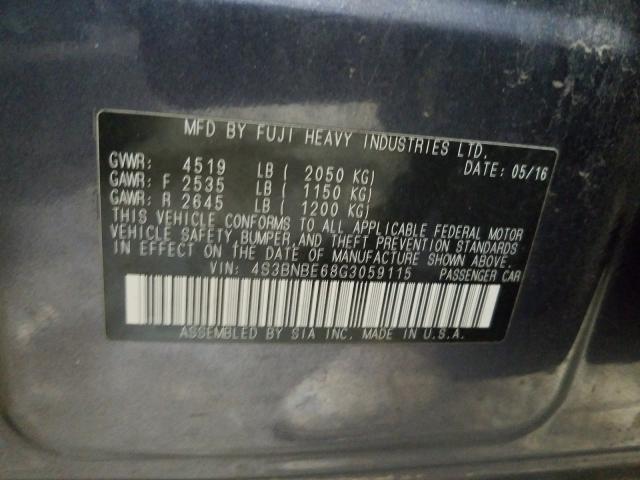 MFD BY FUJI HEAVY INDUSTRIES LTD.
GVWR: 4519 LB ( 2050 KG) DATE: 05/16
GAWR: F 2535 LB ( 1150 KG)
GAWR: R 2645 LB ( 1200 KG)
THIS VEHICLE CONFORMS TO ALL APPLICABLE FEDERAL MOTOR
VEHICLE SAFETY, BUMPER, AND THEFT PREVENTION STANDARDS
IN EFFECT ON THE DATE OF MANUFACTURE SHOWN ABOVE.
VIN: 4S3BNBE68G3059115 PASSENGER CAR
ASSEMBLED BY SIA INC. MADE IN U.S.A.